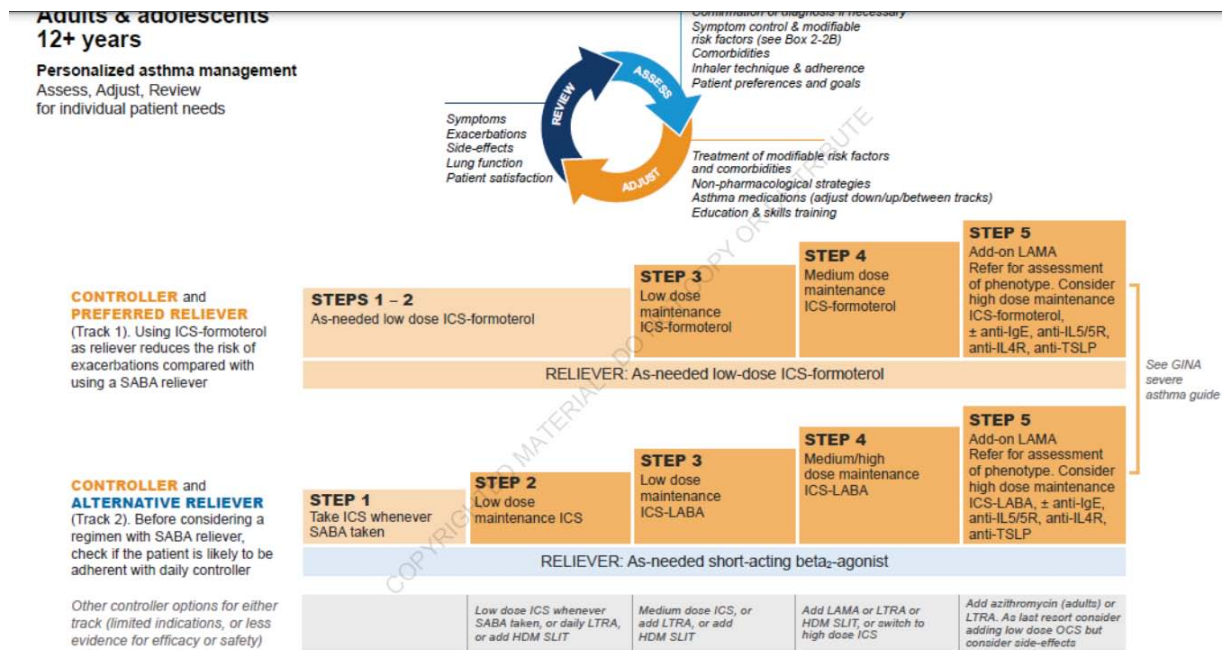 Adults & adolescents
12+ years
Personalized asthma management
Assess, Adjust, Review
for individual patient needs
Confirmation of diagnosis if necessary
Symptom control & modifiable
risk factors (see Box 2-2B)
Comorbidities
Inhaler technique & adherence
Patient preferences and goals
ASSESS
REVIEW
ADJUST
Symptoms
Exacerbations
Side-effects
Lung function
Patient satisfaction
Treatment of modifiable risk factors
and comorbidities
Non-pharmacological strategies
Asthma medications (adjust down/up/between tracks)
Education & skills training
CONTROLLER and
PREFERRED RELIEVER
(Track 1). Using ICS-formoterol
as reliever reduces the risk of
exacerbations compared with
using a SABA reliever
STEPS 1 – 2
As-needed low dose ICS-formoterol
STEP 3
Low dose
maintenance
ICS-formoterol
STEP 4
Medium dose
maintenance
ICS-formoterol
STEP 5
Add-on LAMA
Refer for assessment
of phenotype. Consider
high dose maintenance
ICS-formoterol,
± anti-IgE, anti-IL5/5R,
anti-IL4R, anti-TSLP
RELIEVER: As-needed low-dose ICS-formoterol
See GINA
severe
asthma guide
CONTROLLER and
ALTERNATIVE RELIEVER
(Track 2). Before considering a
regimen with SABA reliever,
check if the patient is likely to be
adherent with daily controller
STEP 1
Take ICS whenever
SABA taken
STEP 2
Low dose
maintenance ICS
STEP 3
Low dose
maintenance
ICS-LABA
STEP 4
Medium/high
dose maintenance
ICS-LABA
STEP 5
Add-on LAMA
Refer for assessment
of phenotype. Consider
high dose maintenance
ICS-LABA, ± anti-IgE,
anti-IL5/5R, anti-IL4R,
anti-TSLP
RELIEVER: As-needed short-acting beta₂-agonist
Other controller options for either
track (limited indications, or less
evidence for efficacy or safety)
Low dose ICS whenever
SABA taken, or daily LTRA,
or add HDM SLIT
Medium dose ICS, or
add LTRA, or add
HDM SLIT
Add LAMA or LTRA or
HDM SLIT, or switch to
high dose ICS
Add azithromycin (adults) or
LTRA. As last resort consider
adding low dose OCS but
consider side-effects
COPYRIGHTED MATERIAL - DO NOT COPY OR DISTRIBUTE